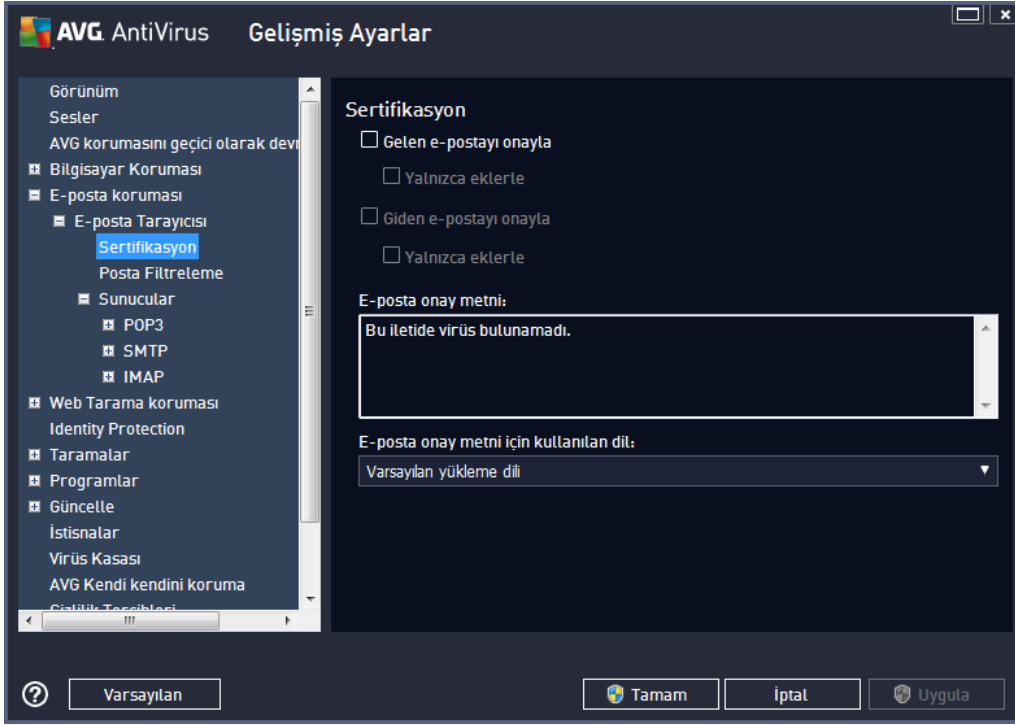 AVG. AntiVirus Gelişmiş Ayarlar
Görünüm
Sesler
AVG korumasını geçici olarak devr
Bilgisayar Koruması
E-posta koruması
E-posta Tarayıcısı
Sertifikasyon
Posta Filtreleme
Sunucular
POP3
SMTP
IMAP
Web Tarama koruması
Identity Protection
Taramalar
Programlar
Güncelle
İstisnalar
Virüs Kasası
AVG Kendi kendini koruma
Gizlilik Tercihleri
Sertifikasyon
Gelen e-postayı onayla
Yalnızca eklerle
Giden e-postayı onayla
Yalnızca eklerle
E-posta onay metni:
Bu iletide virüs bulunamadı.
E-posta onay metni için kullanılan dil:
Varsayılan yükleme dili
Varsayılan
Tamam
İptal
Uygula